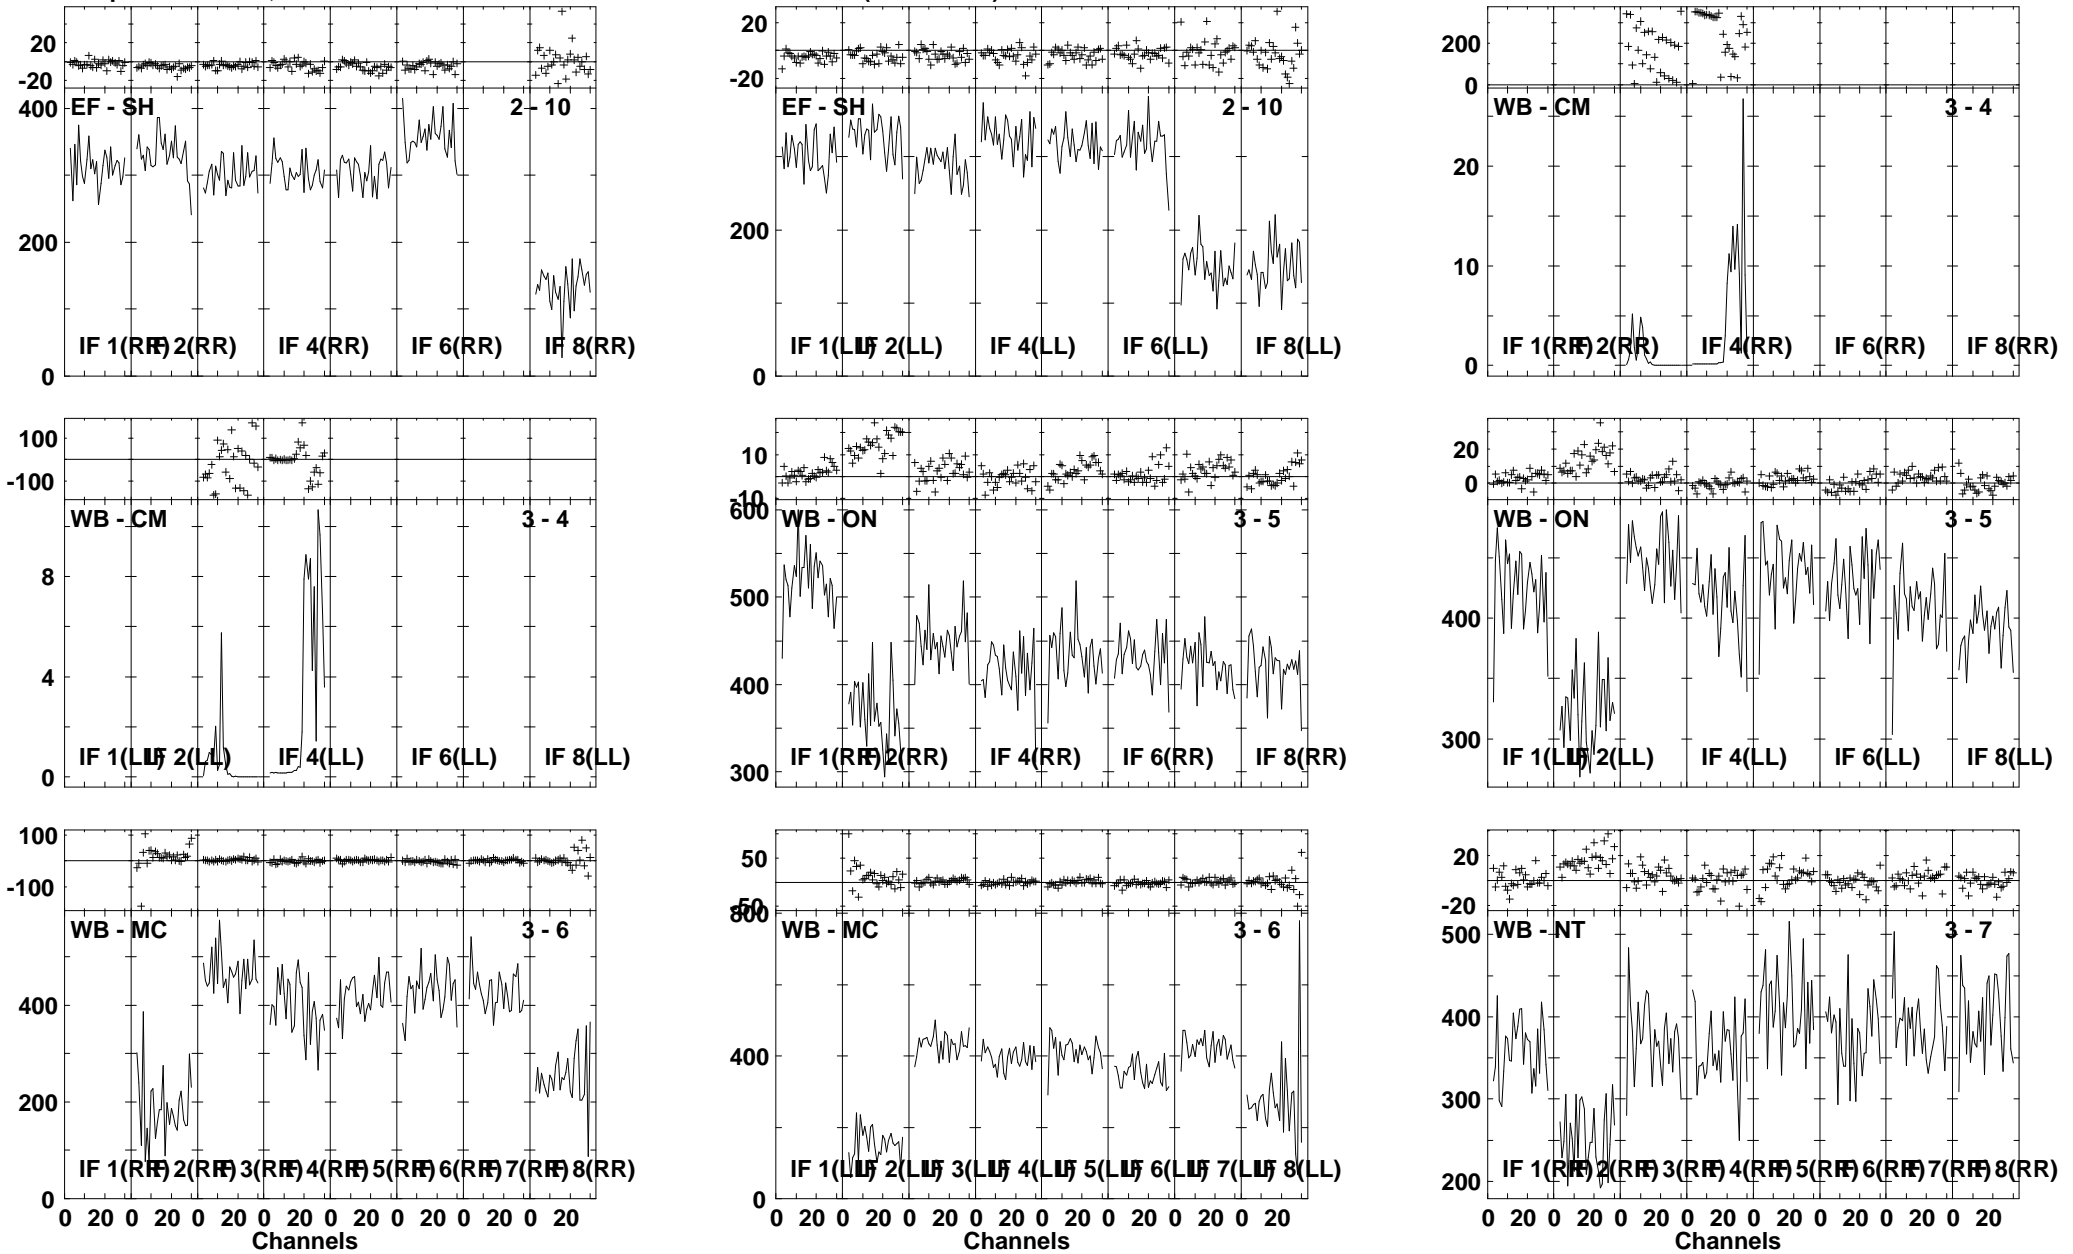 20
-20
EF - SH 2 - 10
400
200
0
IF 1(RR) IF 2(RR) IF 4(RR) IF 6(RR) IF 8(RR)
20
-20
EF - SH 2 - 10
200
0
IF 1(LL) IF 2(LL) IF 4(LL) IF 6(LL) IF 8(LL)
200
0
WB - CM 3 - 4
20
10
0
IF 1(RR) IF 2(RR) IF 4(RR) IF 6(RR) IF 8(RR)
100
-100
WB - CM 3 - 4
8
4
0
IF 1(LL) IF 2(LL) IF 4(LL) IF 6(LL) IF 8(LL)
10
-10
600
WB - ON 3 - 5
500
400
300
IF 1(RR) IF 2(RR) IF 4(RR) IF 6(RR) IF 8(RR)
20
0
WB - ON 3 - 5
400
300
IF 1(LL) IF 2(LL) IF 4(LL) IF 6(LL) IF 8(LL)
100
-100
WB - MC 3 - 6
400
200
0
IF 1(RR) IF 2(RR) IF 3(RR) IF 4(RR) IF 5(RR) IF 6(RR) IF 7(RR) IF 8(RR)
0 20 0 20 0 20 0 20 0 20 0 20 0 20 0 20
Channels
50
-50
800
WB - MC 3 - 6
400
0
IF 1(LL) IF 2(LL) IF 3(LL) IF 4(LL) IF 5(LL) IF 6(LL) IF 7(LL) IF 8(LL)
0 20 0 20 0 20 0 20 0 20 0 20 0 20 0 20
Channels
20
-20
WB - NT 3 - 7
500
400
300
200
IF 1(RR) IF 2(RR) IF 3(RR) IF 4(RR) IF 5(RR) IF 6(RR) IF 7(RR) IF 8(RR)
0 20 0 20 0 20 0 20 0 20 0 20 0 20 0 20
Channels